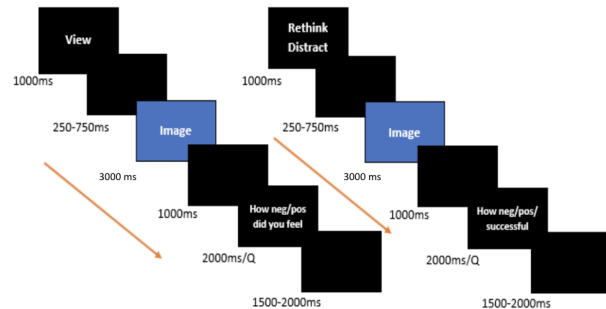 View
1000ms
250-750ms
Image
3000 ms
1000ms
How neg/pos
did you feel
2000ms/Q
1500-2000ms
Rethink
Distract
1000ms
250-750ms
Image
3000 ms
1000ms
How neg/pos/
successful
2000ms/Q
1500-2000ms